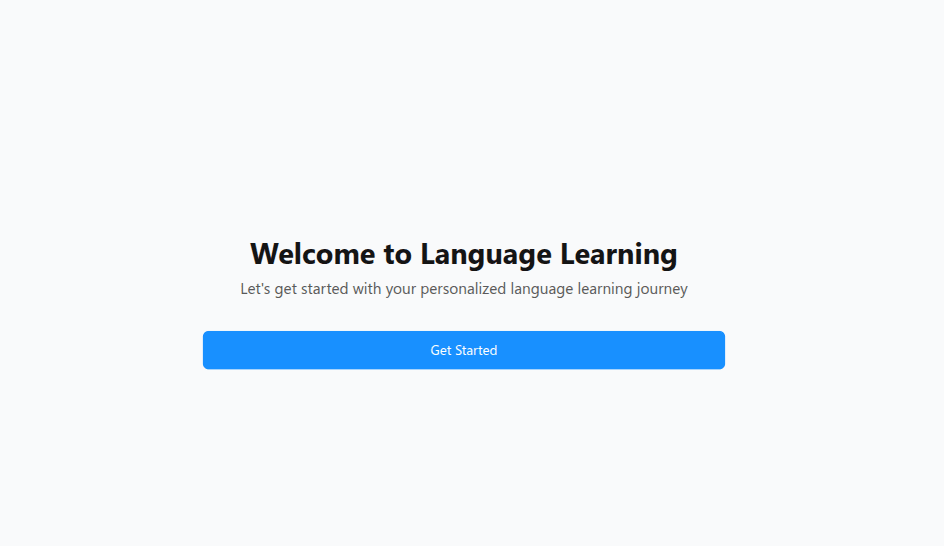 Welcome to Language Learning
Let's get started with your personalized language learning journey
Get Started